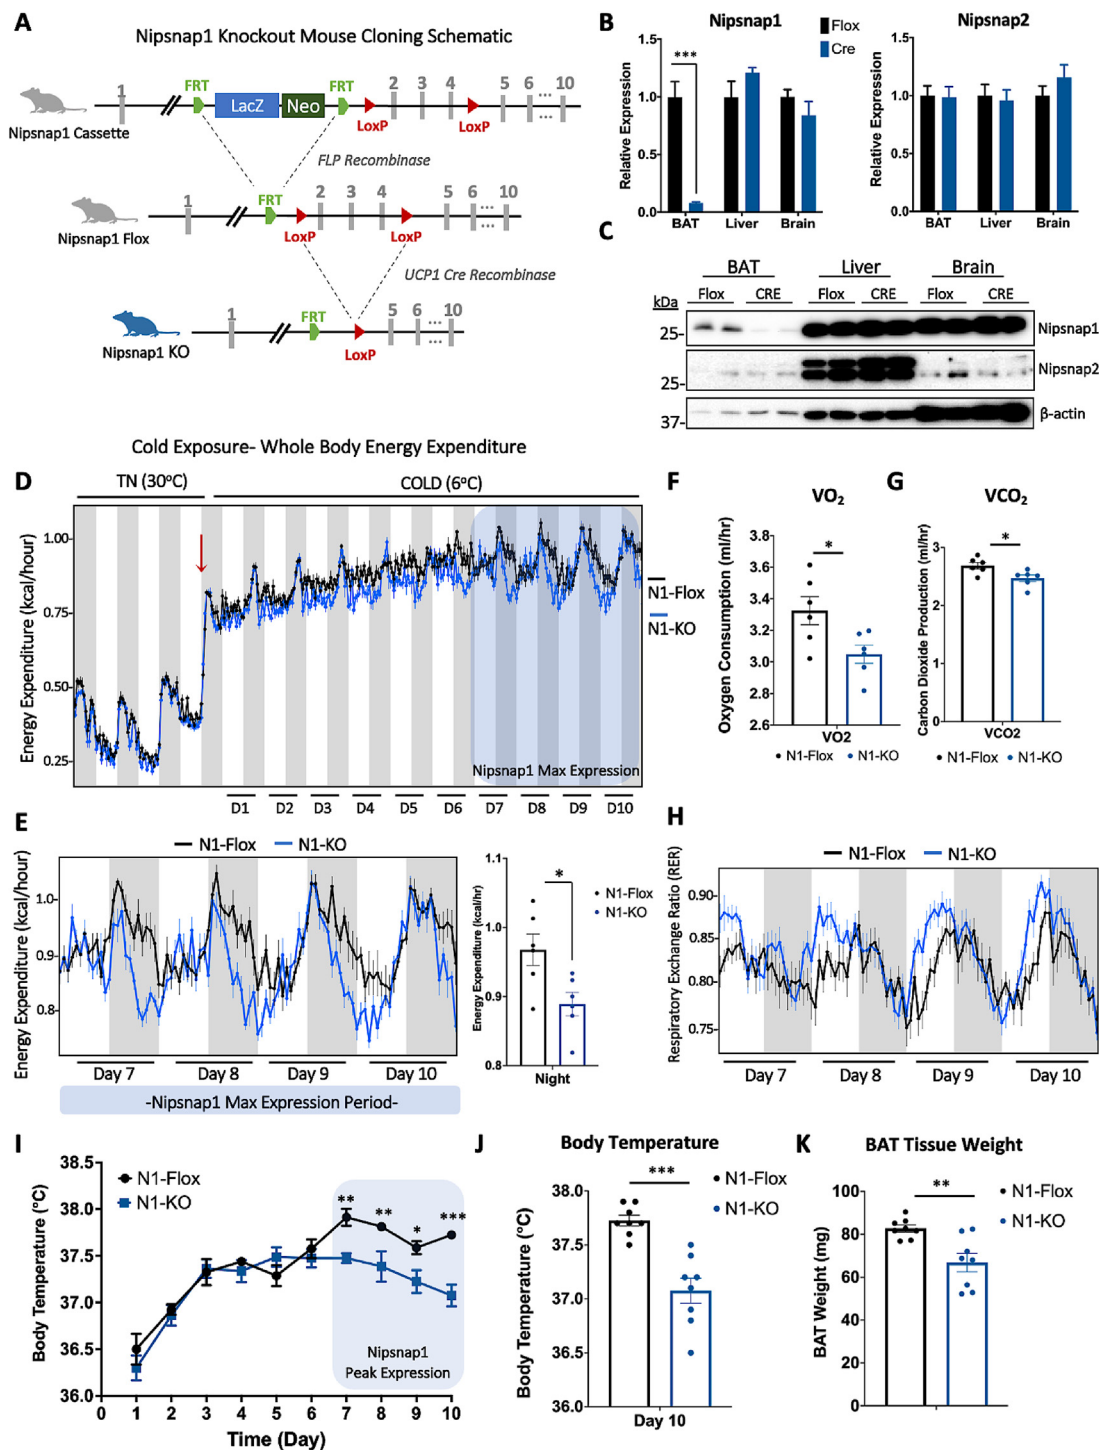 A
Nipsnap1 Knockout Mouse Cloning Schematic
1
FRT
LacZ
Neo
FRT
LoxP
2
3
4
LoxP
5
6
...
...
10
Nipsnap1 Cassette
FLP Recombinase
1
FRT
LoxP
2
3
4
LoxP
5
6
...
...
10
Nipsnap1 Flox
UCP1 Cre Recombinase
1
FRT
LoxP
5
6
...
...
10
Nipsnap1 KO
B
Nipsnap1
Flox
Cre
Relative Expression
1.5
1.0
0.5
0.0
***
BAT
Liver
Brain
Nipsnap2
Relative Expression
1.5
1.0
0.5
0.0
BAT
Liver
Brain
C
BAT
Liver
Brain
kDa
Flox
CRE
Flox
CRE
Flox
CRE
25-
Nipsnap1
25-
Nipsnap2
37-
β-actin
Cold Exposure- Whole Body Energy Expenditure
D
TN (30°C)
COLD (6°C)
Energy Expenditure (kcal/hour)
1.00
0.75
0.50
0.25
N1-Flox
N1-KO
Nipsnap1 Max Expression
D1
D2
D3
D4
D5
D6
D7
D8
D9
D10
F
VO2
Oxygen Consumption (ml/hr)
3.8
3.6
3.4
3.2
3.0
2.8
2.6
*
VO2
N1-Flox
N1-KO
G
VCO2
Carbon Dioxide Production (ml/hr)
3
2
1
0
*
VCO2
N1-Flox
N1-KO
E
N1-Flox
N1-KO
Energy Expenditure (kcal/hour)
1.0
0.9
0.8
Day 7
Day 8
Day 9
Day 10
-Nipsnap1 Max Expression Period-
Energy Expenditure (kcal/hr)
1.1
1.0
0.9
0.8
*
N1-Flox
N1-KO
Night
H
N1-Flox
N1-KO
Respiratory Exchange Ratio (RER)
0.90
0.85
0.80
0.75
Day 7
Day 8
Day 9
Day 10
I
N1-Flox
N1-KO
Body Temperature (°C)
38.5
38.0
37.5
37.0
36.5
36.0
**
**
*
***
Nipsnap1
Peak Expression
0
1
2
3
4
5
6
7
8
9
10
Time (Day)
J
Body Temperature
Body Temperature (°C)
38.0
37.5
37.0
36.5
36.0
***
N1-Flox
N1-KO
Day 10
K
BAT Tissue Weight
BAT Weight (mg)
100
80
60
40
20
0
**
N1-Flox
N1-KO